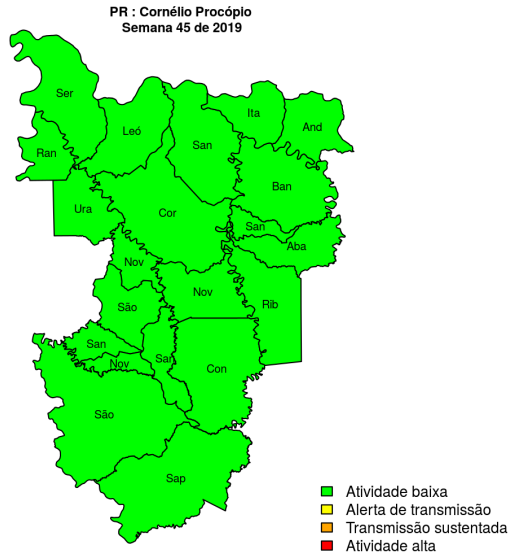 PR : Cornélio Procópio
Semana 45 de 2019
Ser
Leó
Ita
And
San
Ran
Ban
Ura
Cor
San
Aba
Nov
Nov
Rib
São
San
San
Nov
Con
São
Sap
Atividade baixa
Alerta de transmissão
Transmissão sustentada
Atividade alta